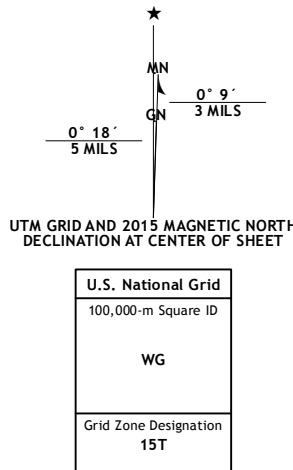 ★
MN
GN
0° 9´
3 MILS
0° 18´
5 MILS
UTM GRID AND 2015 MAGNETIC NORTH
DECLINATION AT CENTER OF SHEET
U.S. National Grid
100,000-m Square ID
WG
Grid Zone Designation
15T